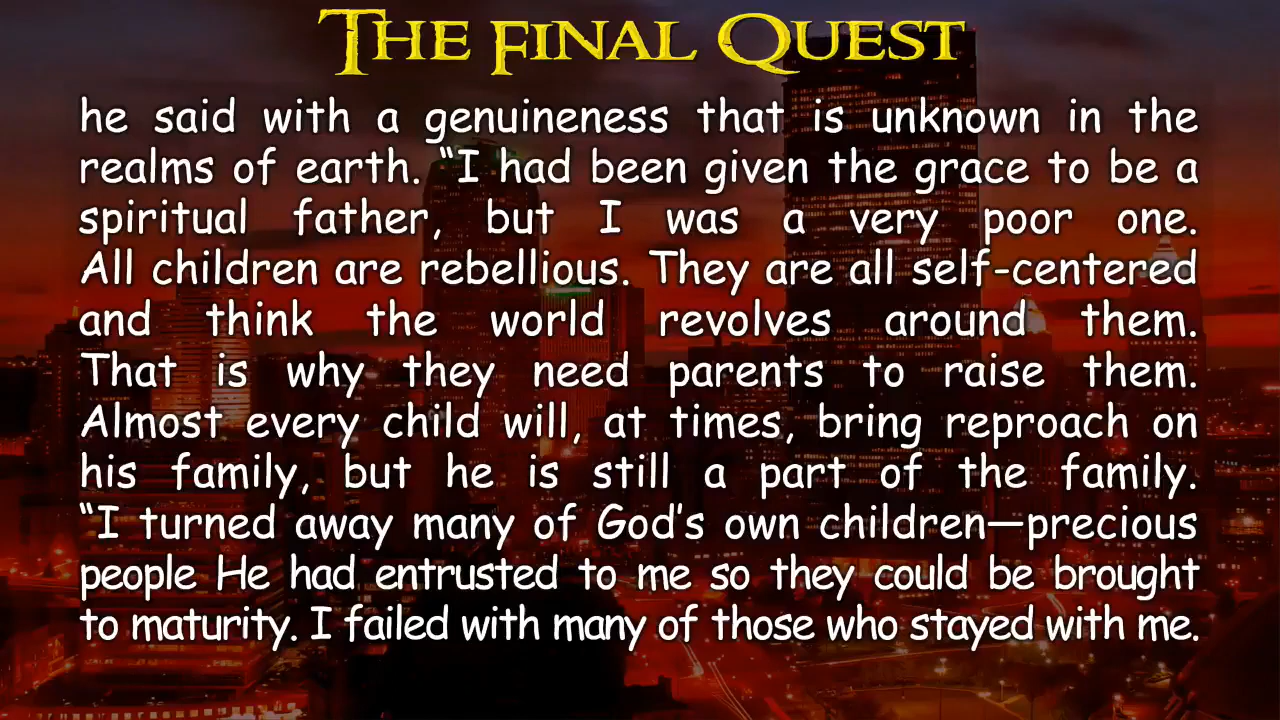 THE FINAL QUEST
he said with a genuineness that is unknown in the
realms of earth. “I had been given the grace to be a
spiritual father, but I was a very poor one.
All children are rebellious. They are all self-centered
and think the world revolves around them.
That is why they need parents to raise them.
Almost every child will, at times, bring reproach on
his family, but he is still a part of the family.
“I turned away many of God’s own children—precious
people He had entrusted to me so they could be brought
to maturity. I failed with many of those who stayed with me.